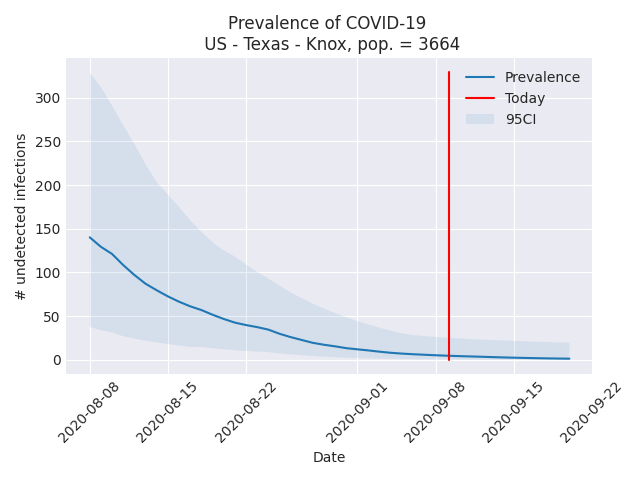 Prevalence of COVID-19
US - Texas - Knox, pop. = 3664
Prevalence
Today
95CI
300
250
200
150
100
50
0
# undetected infections
2020-08-08
2020-08-15
2020-08-22
2020-09-01
2020-09-08
2020-09-15
2020-09-22
Date